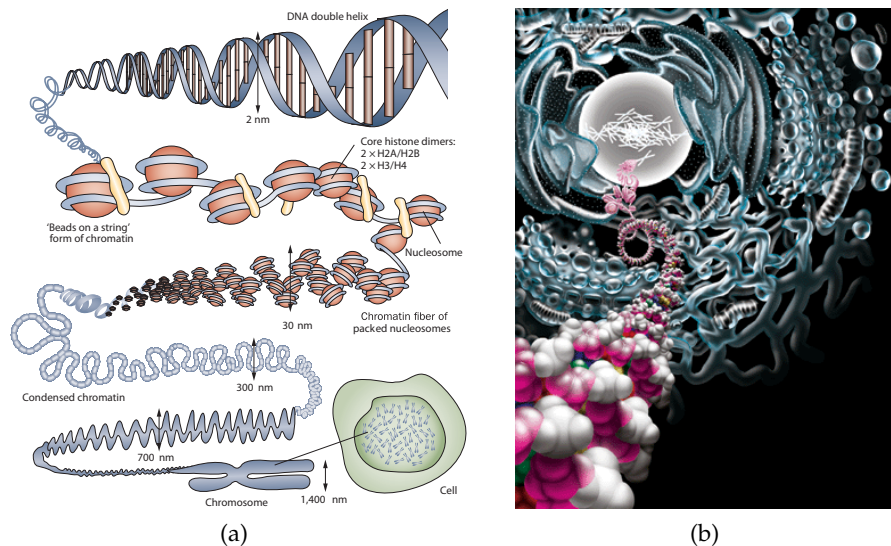 DNA double helix
2 nm
Core histone dimers:
2 × H2A/H2B
2 × H3/H4
'Beads on a string'
form of chromatin
Nucleosome
30 nm
Chromatin fiber of
packed nucleosomes
300 nm
Condensed chromatin
700 nm
Chromosome
1,400 nm
Cell
(a)
(b)